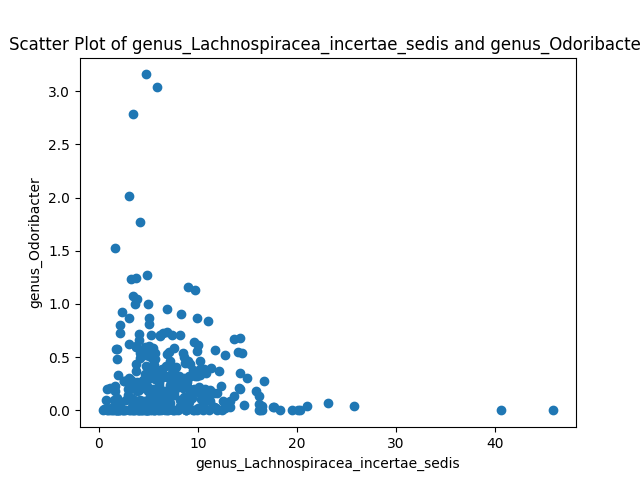 Scatter Plot of genus_Lachnospiracea_incertae_sedis and genus_Odoribacte
3.0
2.5
2.0
1.5
1.0
0.5
0.0
genus_Odoribacter
0 10 20 30 40
genus_Lachnospiracea_incertae_sedis